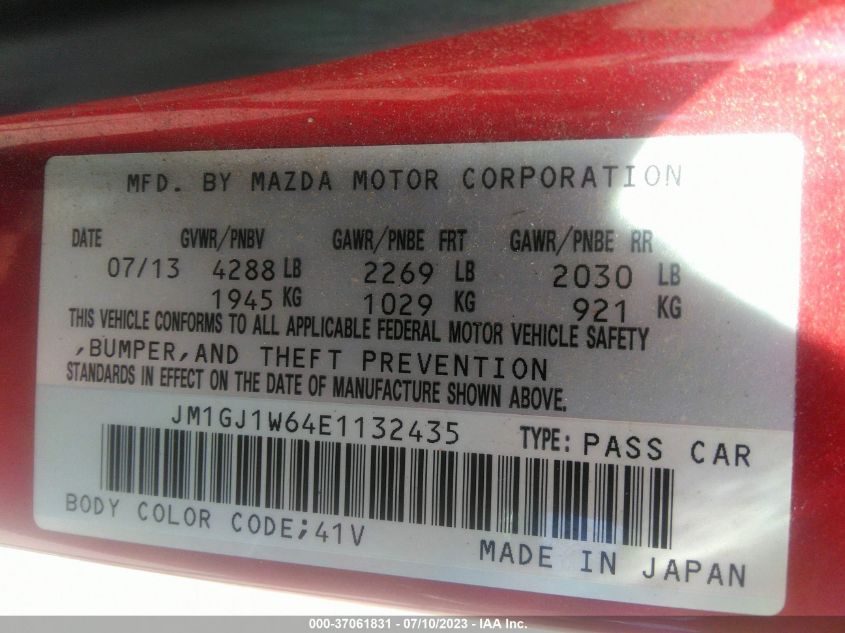 MFD. BY MAZDA MOTOR CORPORATION
DATE GVWR/PNBV GAWR/PNBE FRT GAWR/PNBE RR
07/13 4288 LB 2269 LB 2030 LB
1945 KG 1029 KG 921 KG
THIS VEHICLE CONFORMS TO ALL APPLICABLE FEDERAL MOTOR VEHICLE SAFETY
,BUMPER,AND THEFT PREVENTION
STANDARDS IN EFFECT ON THE DATE OF MANUFACTURE SHOWN ABOVE.
JM1GJ1W64E1132435 TYPE: PASS CAR
BODY COLOR CODE;41V
MADE IN JAPAN
000-37061831 - 07/10/2023 - IAA Inc.